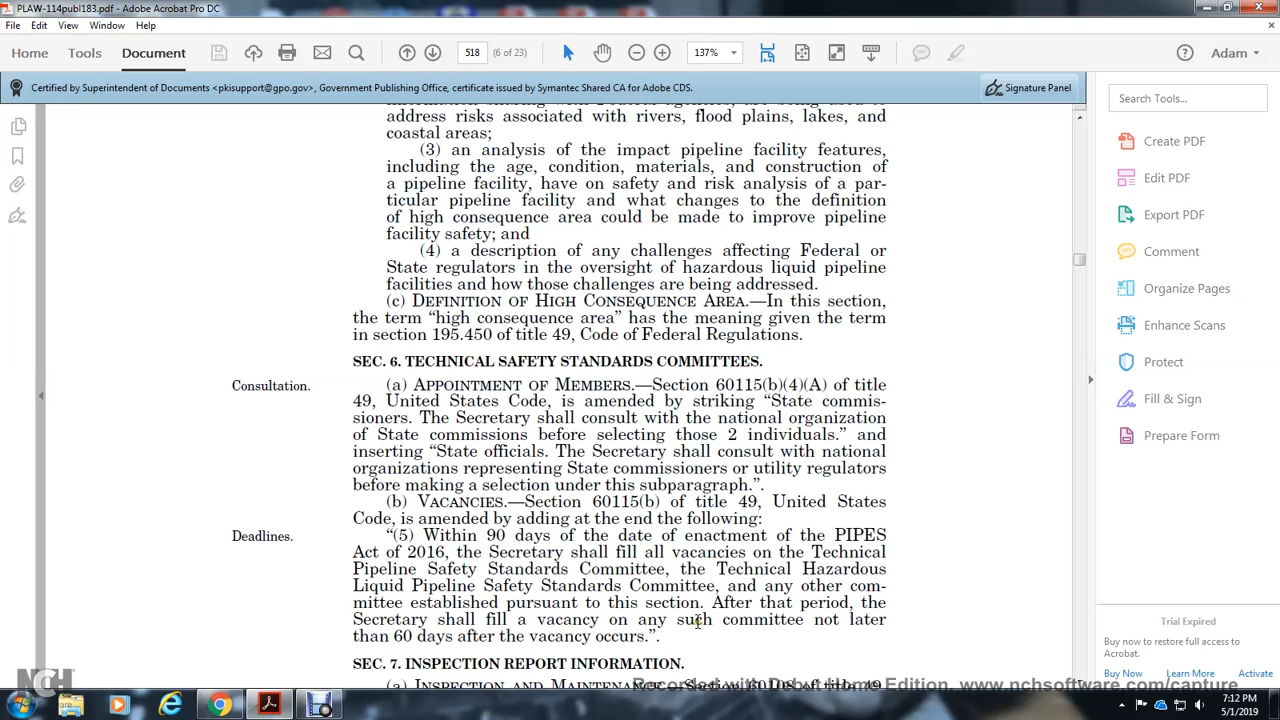 PLAW-114publ183.pdf - Adobe Acrobat Pro DC
File Edit View Window Help
Home Tools Document 518 (6 of 23) 137% Adam
Certified by Superintendent of Documents <pkisupport@gpo.gov>, Government Publishing Office, certificate issued by Symantec Shared CA for Adobe CDS.
Signature Panel
address risks associated with rivers, flood plains, lakes, and
coastal areas;
(3) an analysis of the impact pipeline facility features,
including the age, condition, materials, and construction of
a pipeline facility, have on safety and risk analysis of a par-
ticular pipeline facility and what changes to the definition
of high consequence area could be made to improve pipeline
facility safety; and
(4) a description of any challenges affecting Federal or
State regulators in the oversight of hazardous liquid pipeline
facilities and how those challenges are being addressed.
(c) DEFINITION OF HIGH CONSEQUENCE AREA.—In this section,
the term “high consequence area” has the meaning given the term
in section 195.450 of title 49, Code of Federal Regulations.
SEC. 6. TECHNICAL SAFETY STANDARDS COMMITTEES.
Consultation.
(a) APPOINTMENT OF MEMBERS.—Section 60115(b)(4)(A) of title
49, United States Code, is amended by striking “State commis-
sioners. The Secretary shall consult with the national organization
of State commissions before selecting those 2 individuals.” and
inserting “State officials. The Secretary shall consult with national
organizations representing State commissioners or utility regulators
before making a selection under this subparagraph.”.
(b) VACANCIES.—Section 60115(b) of title 49, United States
Code, is amended by adding at the end the following:
Deadlines.
“(5) Within 90 days of the date of enactment of the PIPES
Act of 2016, the Secretary shall fill all vacancies on the Technical
Pipeline Safety Standards Committee, the Technical Hazardous
Liquid Pipeline Safety Standards Committee, and any other com-
mittee established pursuant to this section. After that period, the
Secretary shall fill a vacancy on any such committee not later
than 60 days after the vacancy occurs.”.
SEC. 7. INSPECTION REPORT INFORMATION.
(a) INSPECTION AND MAINTENANCE.—Section 60108 of title 49,
Search Tools...
Create PDF
Edit PDF
Export PDF
Comment
Organize Pages
Enhance Scans
Protect
Fill & Sign
Prepare Form
Trial Expired
Buy now to restore full access to
Acrobat.
Buy Now Learn More Activate
NCH
Recorded with Debut Home Edition. www.nchsoftware.com/capture
7:12 PM
5/1/2019